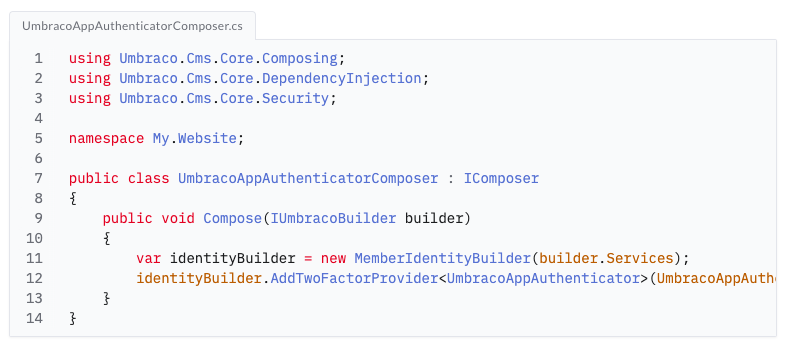 UmbracoAppAuthenticatorComposer.cs
1 using Umbraco.Cms.Core.Composing;
2 using Umbraco.Cms.Core.DependencyInjection;
3 using Umbraco.Cms.Core.Security;
4
5 namespace My.Website;
6
7 public class UmbracoAppAuthenticatorComposer : IComposer
8 {
9     public void Compose(IUmbracoBuilder builder)
10     {
11         var identityBuilder = new MemberIdentityBuilder(builder.Services);
12         identityBuilder.AddTwoFactorProvider<UmbracoAppAuthenticator>(UmbracoAppAuthe
13     }
14 }